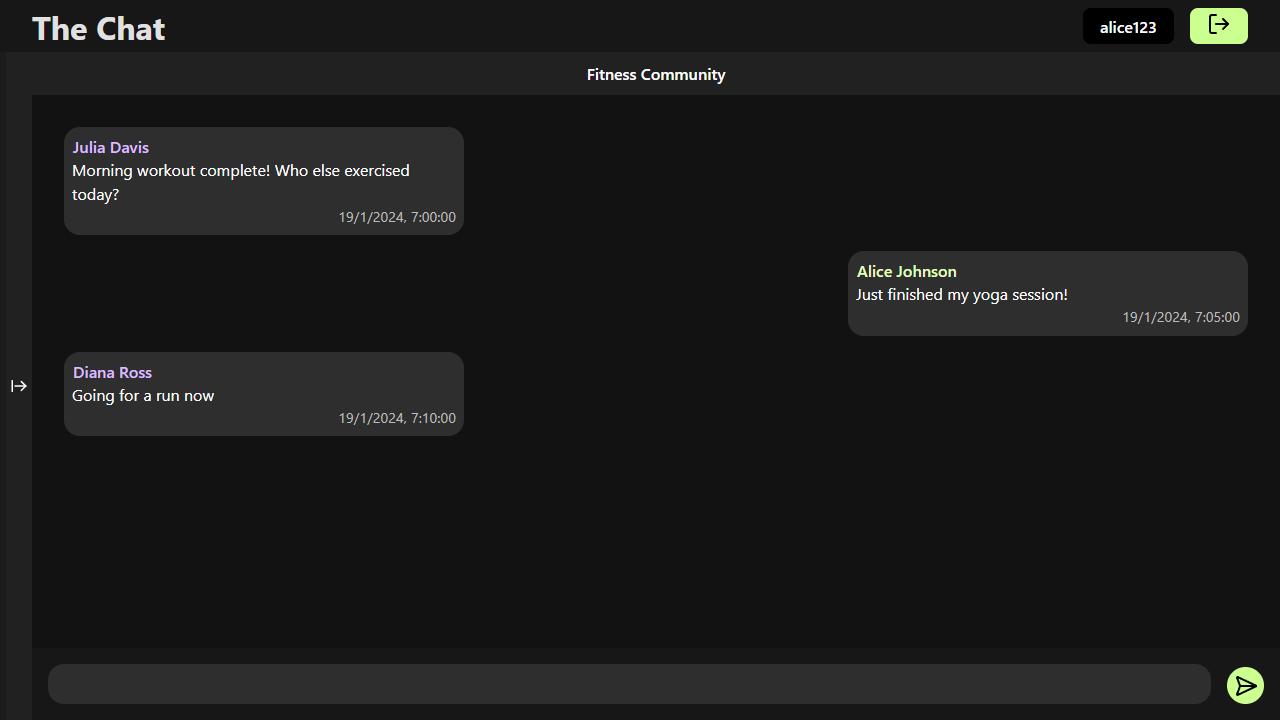 The Chat
alice123
Fitness Community
Julia Davis
Morning workout complete! Who else exercised
today?
19/1/2024, 7:00:00
Alice Johnson
Just finished my yoga session!
19/1/2024, 7:05:00
Diana Ross
Going for a run now
19/1/2024, 7:10:00